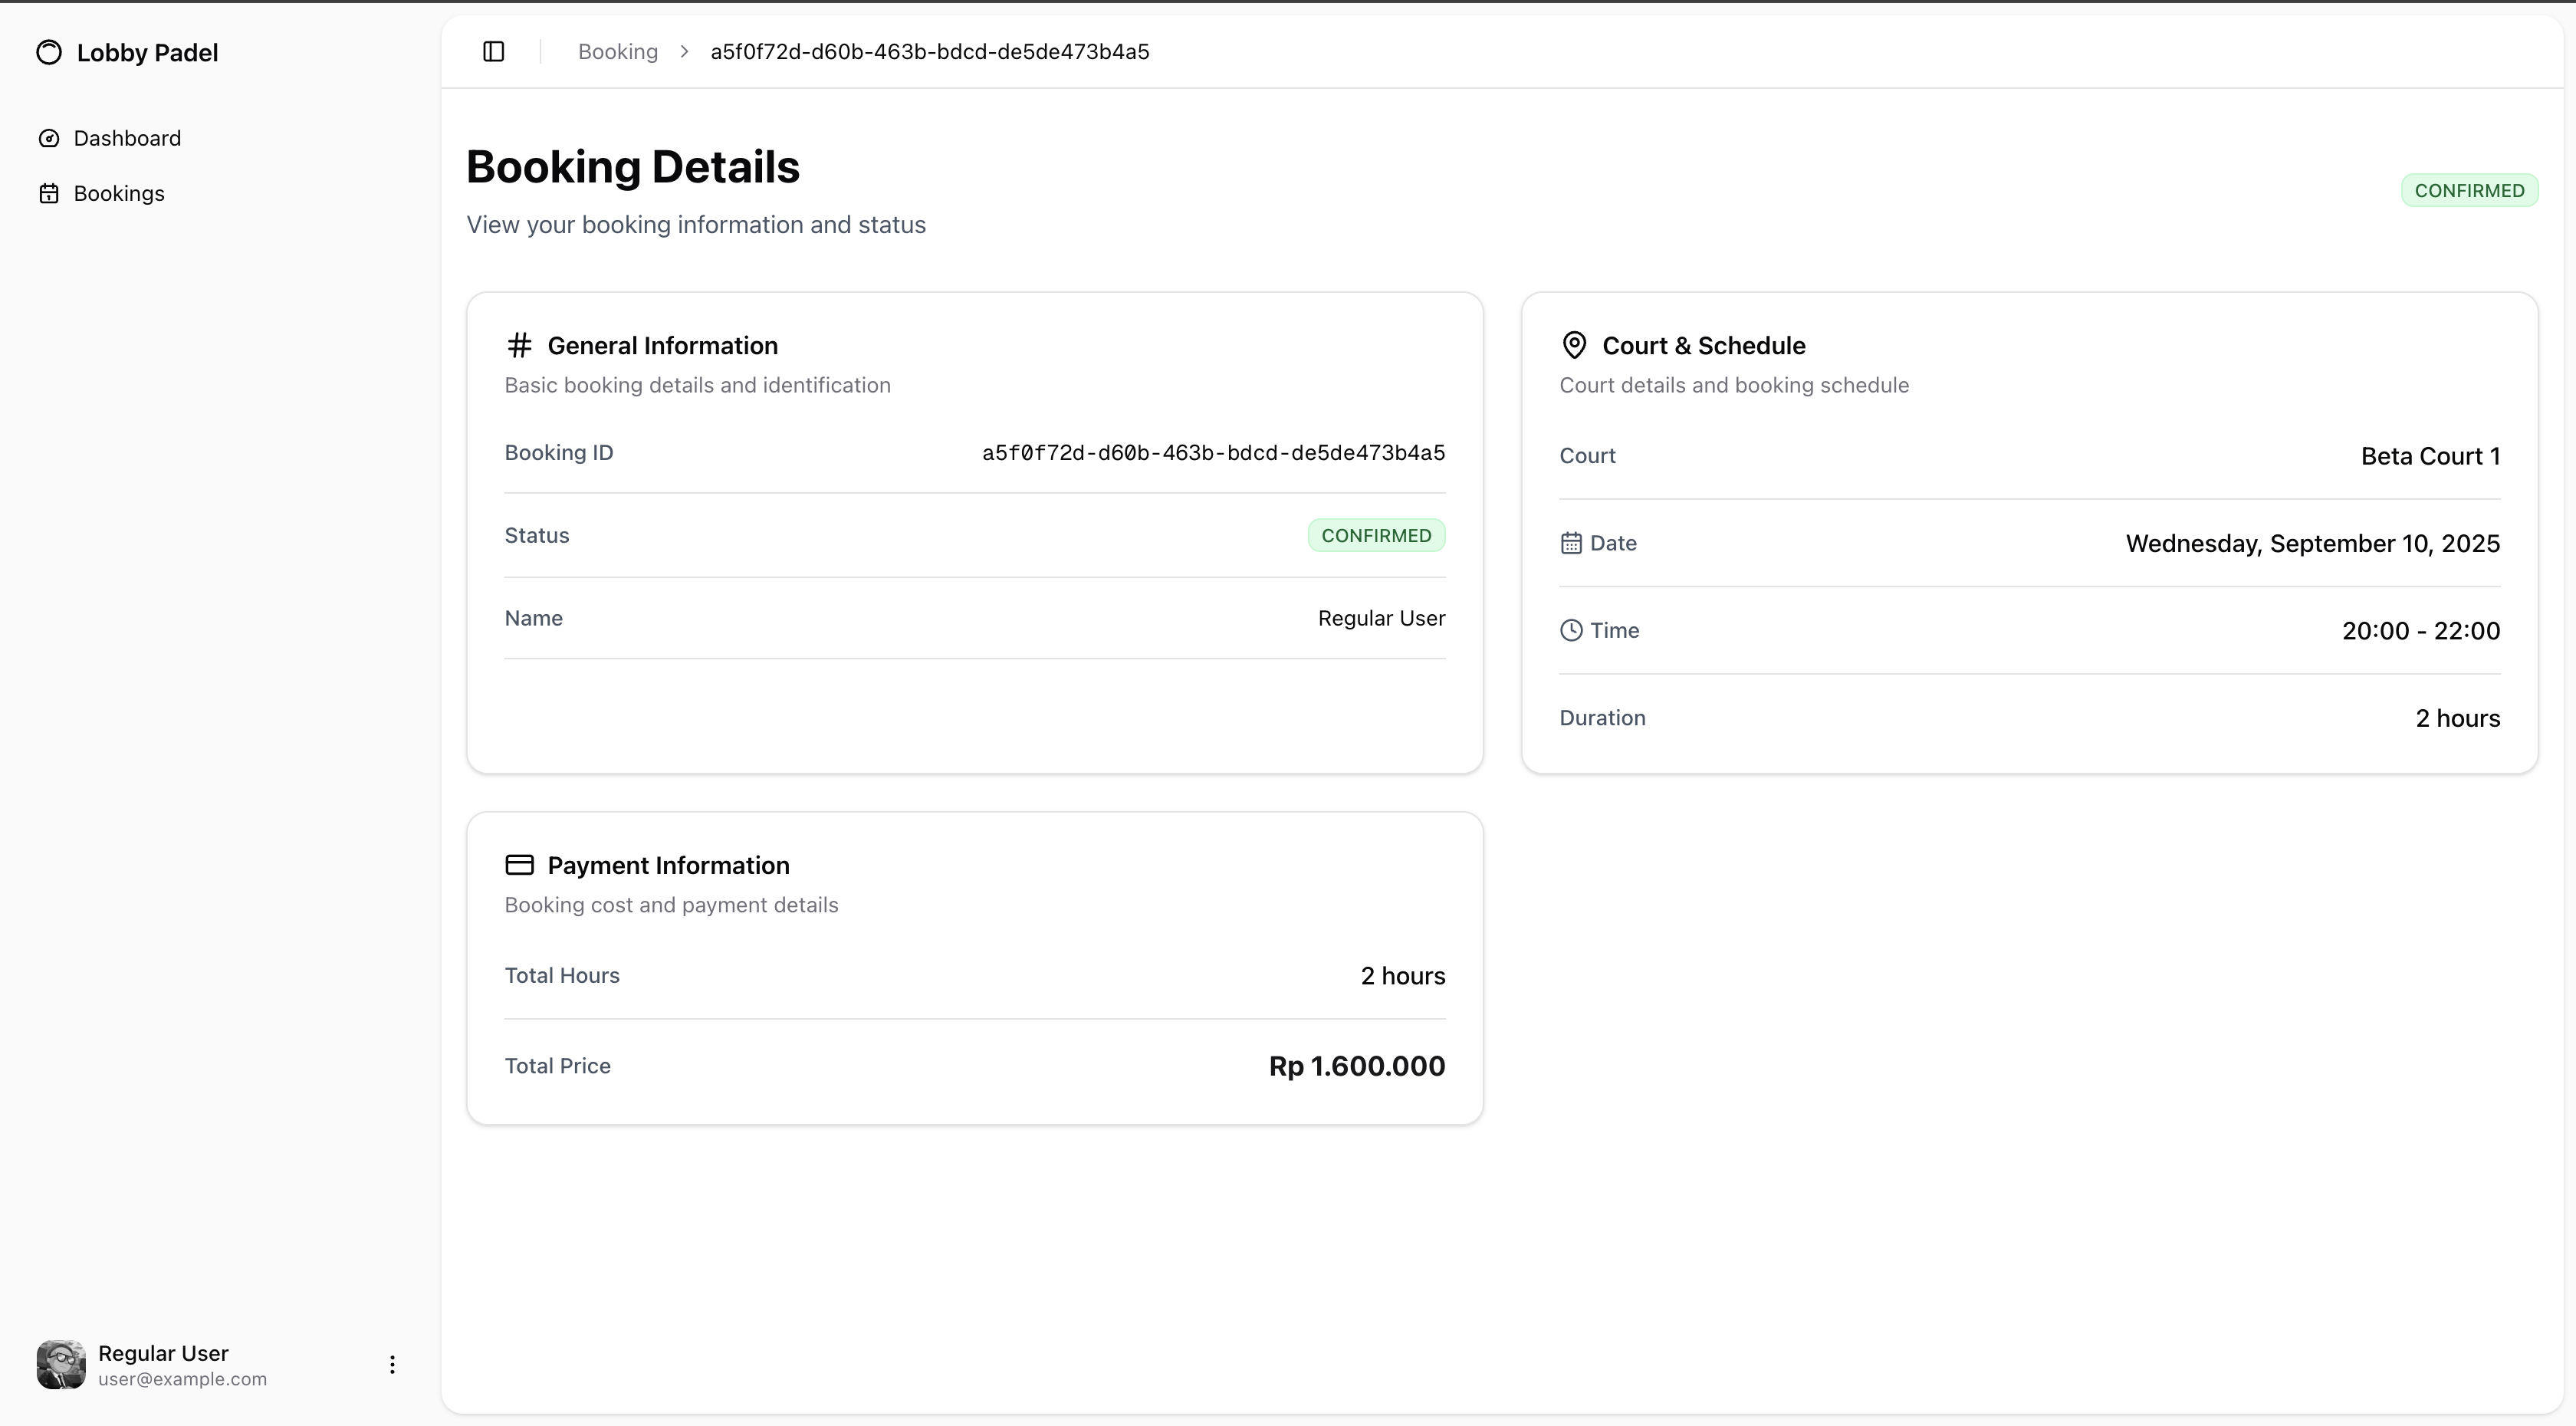 Lobby Padel
Dashboard
Bookings
Booking > a5f0f72d-d60b-463b-bdcd-de5de473b4a5
Booking Details
View your booking information and status
CONFIRMED
General Information
Basic booking details and identification
Booking ID a5f0f72d-d60b-463b-bdcd-de5de473b4a5
Status CONFIRMED
Name Regular User
Court & Schedule
Court details and booking schedule
Court Beta Court 1
Date Wednesday, September 10, 2025
Time 20:00 - 22:00
Duration 2 hours
Payment Information
Booking cost and payment details
Total Hours 2 hours
Total Price Rp 1.600.000
Regular User
user@example.com